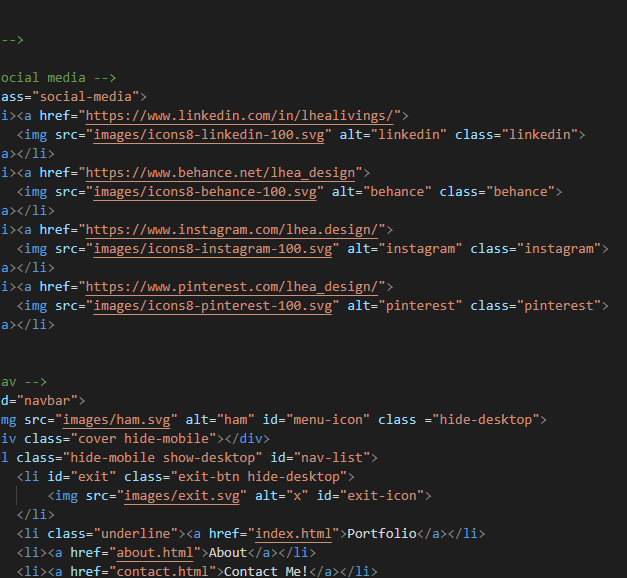 -->
ocial media -->
ass="social-media">
i><a href="https://www.linkedin.com/in/lhealivings/">
<img src="images/icons8-linkedin-100.svg" alt="linkedin" class="linkedin">
a></li>
i><a href="https://www.behance.net/lhea_design">
<img src="images/icons8-behance-100.svg" alt="behance" class="behance">
a></li>
i><a href="https://www.instagram.com/lhea.design/">
<img src="images/icons8-instagram-100.svg" alt="instagram" class="instagram">
a></li>
i><a href="https://www.pinterest.com/lhea_design/">
<img src="images/icons8-pinterest-100.svg" alt="pinterest" class="pinterest">
a></li>
av -->
d="navbar">
mg src="images/ham.svg" alt="ham" id="menu-icon" class ="hide-desktop">
iv class="cover hide-mobile"></div>
l class="hide-mobile show-desktop" id="nav-list">
<li id="exit" class="exit-btn hide-desktop">
<img src="images/exit.svg" alt="x" id="exit-icon">
</li>
<li class="underline"><a href="index.html">Portfolio</a></li>
<li><a href="about.html">About</a></li>
<li><a href="contact.html">Contact Me!</a></li>